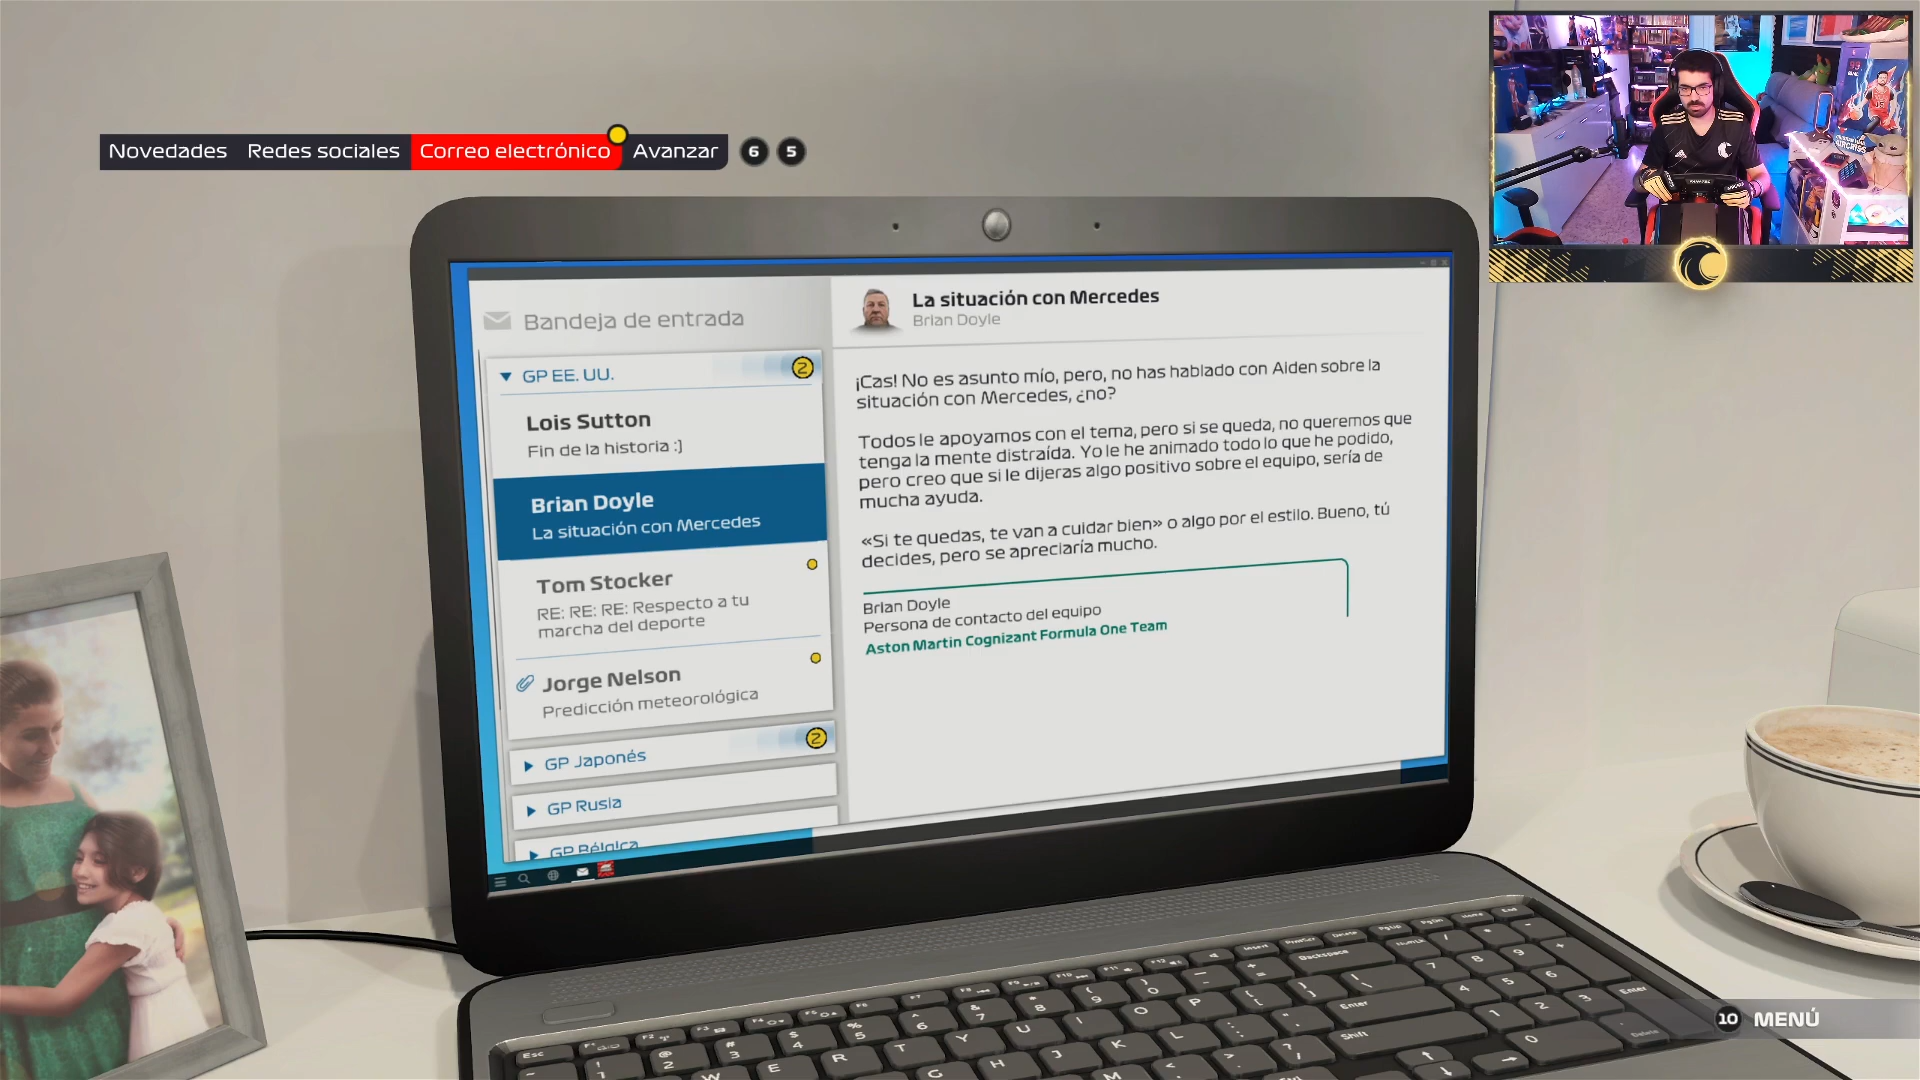 Novedades Redes sociales Correo electrónico Avanzar 6 5
Bandeja de entrada
GP EE. UU. 2
Lois Sutton
Fin de la historia :]
Brian Doyle
La situación con Mercedes
Tom Stocker
RE: RE: RE: Respecto a tu
marcha del deporte
Jorge Nelson
Predicción meteorológica
GP Japonés 2
GP Rusia
GP Bélgica
La situación con Mercedes
Brian Doyle
¡Cas! No es asunto mío, pero, no has hablado con Aiden sobre la
situación con Mercedes, ¿no?
Todos le apoyamos con el tema, pero si se queda, no queremos que
tenga la mente distraída. Yo le he animado todo lo que he podido,
pero creo que si le dijeras algo positivo sobre el equipo, sería de
mucha ayuda.
«Si te quedas, te van a cuidar bien» o algo por el estilo. Bueno, tú
decides, pero se apreciaría mucho.
Brian Doyle
Persona de contacto del equipo
Aston Martin Cognizant Formula One Team
10 MENÚ